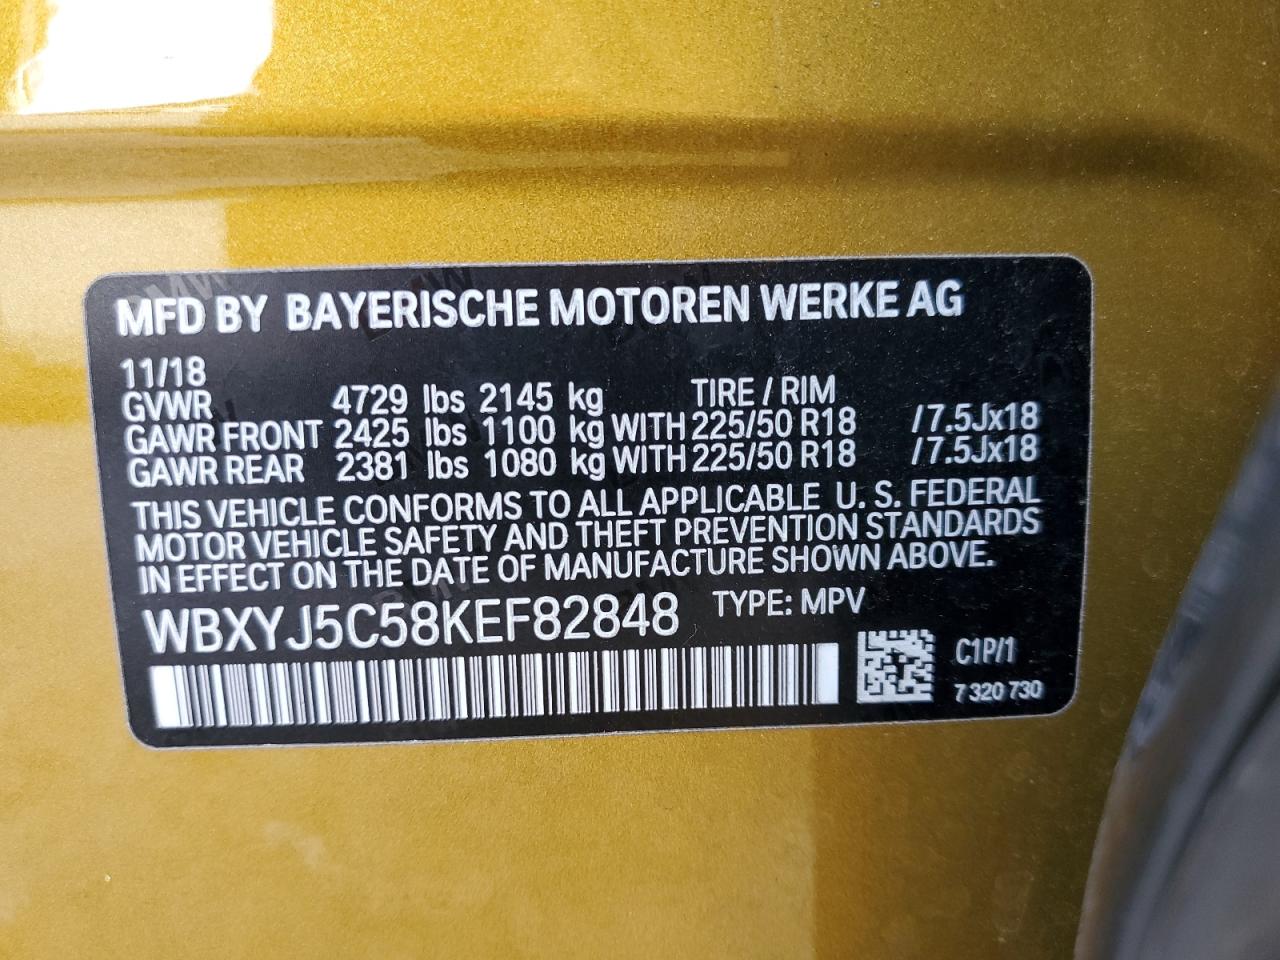 MFD BY BAYERISCHE MOTOREN WERKE AG
11/18
GVWR 4729 lbs 2145 kg TIRE / RIM
GAWR FRONT 2425 lbs 1100 kg WITH 225/50 R18 /7.5Jx18
GAWR REAR 2381 lbs 1080 kg WITH 225/50 R18 /7.5Jx18
THIS VEHICLE CONFORMS TO ALL APPLICABLE U. S. FEDERAL
MOTOR VEHICLE SAFETY AND THEFT PREVENTION STANDARDS
IN EFFECT ON THE DATE OF MANUFACTURE SHOWN ABOVE.
WBXYJ5C58KEF82848 TYPE: MPV
C1P/1
7 320 730